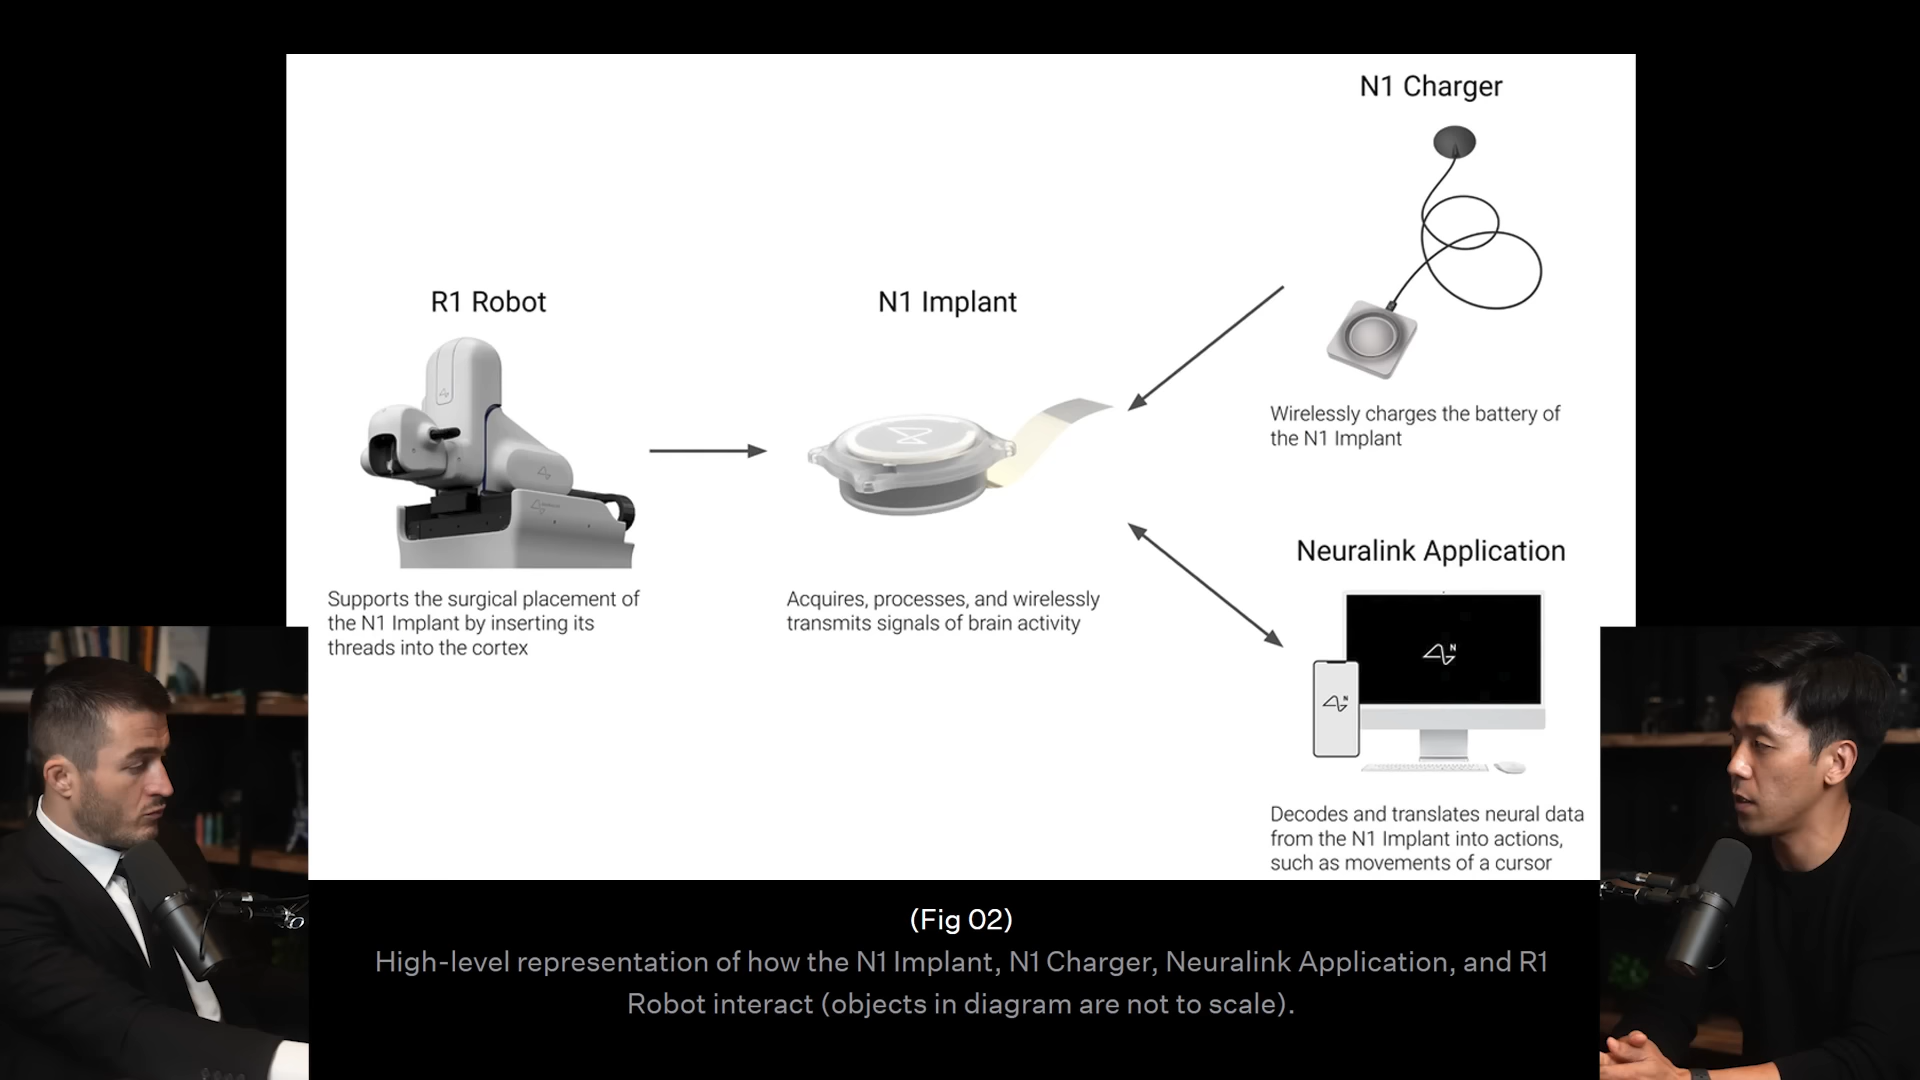 R1 Robot
Supports the surgical placement of
the N1 Implant by inserting its
threads into the cortex
N1 Implant
Acquires, processes, and wirelessly
transmits signals of brain activity
N1 Charger
Wirelessly charges the battery of
the N1 Implant
Neuralink Application
N
N
Decodes and translates neural data
from the N1 Implant into actions,
such as movements of a cursor
(Fig 02)
High-level representation of how the N1 Implant, N1 Charger, Neuralink Application, and R1
Robot interact (objects in diagram are not to scale).